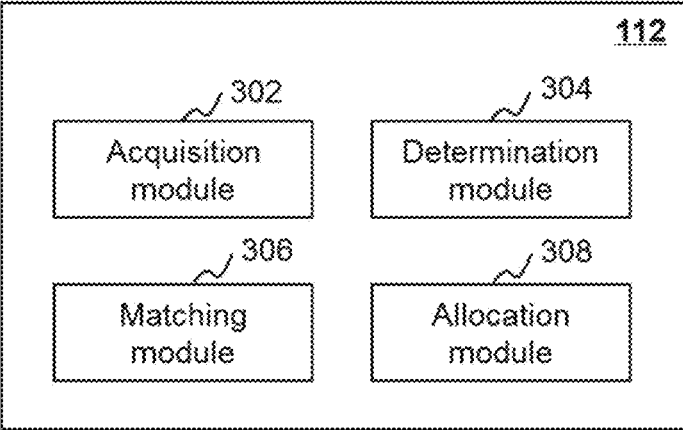 112
302
304
Acquisition
module
Determination
module
306
308
Matching
module
Allocation
module